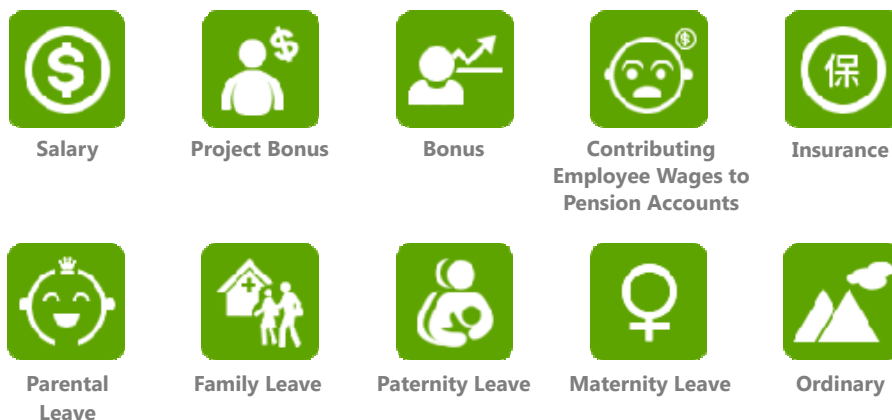 $
$
$
保
Salary
Project Bonus
Bonus
Contributing
Employee Wages to
Pension Accounts
Insurance
Parental
Leave
Family Leave
Paternity Leave
Maternity Leave
Ordinary